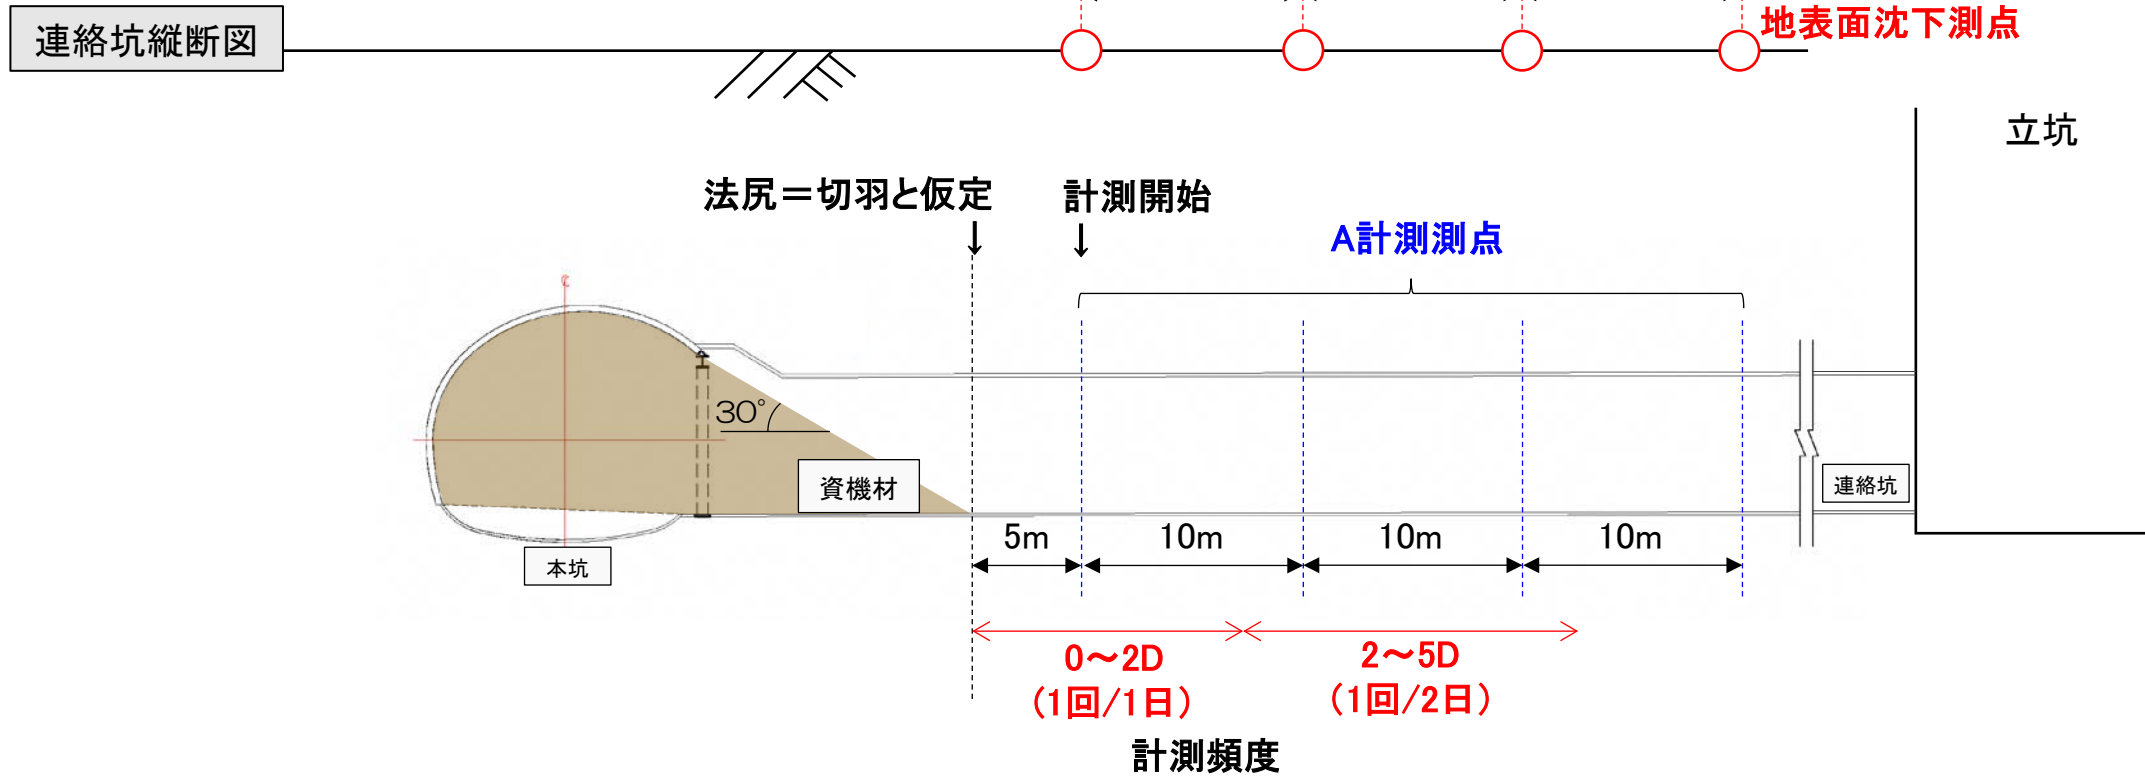 連絡坑縦断図
地表面沈下測点
立坑
法尻＝切羽と仮定
計測開始
A計測測点
℄
30°
資機材
連絡坑
本坑
5m
10m
10m
10m
0～2D
(1回/1日)
2～5D
(1回/2日)
計測頻度